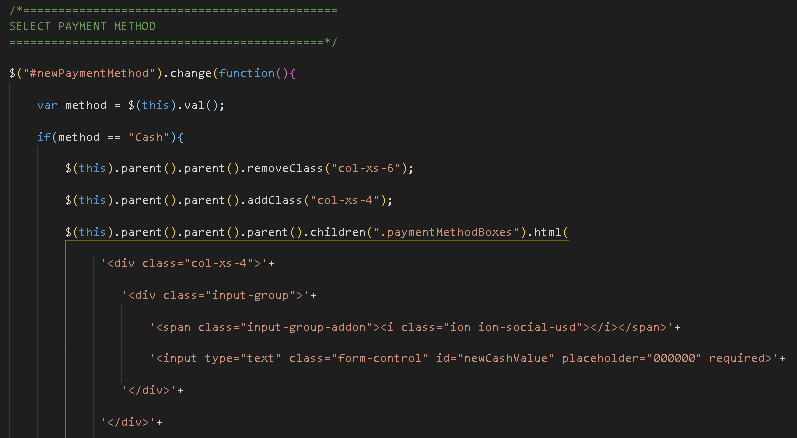 /*=============================================
SELECT PAYMENT METHOD
=============================================*/
$("#newPaymentMethod").change(function(){
var method = $(this).val();
if(method == "Cash"){
$(this).parent().parent().removeClass("col-xs-6");
$(this).parent().parent().addClass("col-xs-4");
$(this).parent().parent().parent().children(".paymentMethodBoxes").html(
'<div class="col-xs-4">'+
'<div class="input-group">'+
'<span class="input-group-addon"><i class="ion ion-social-usd"></i></span>'+
'<input type="text" class="form-control" id="newCashValue" placeholder="000000" required>'+
'</div>'+
'</div>'+